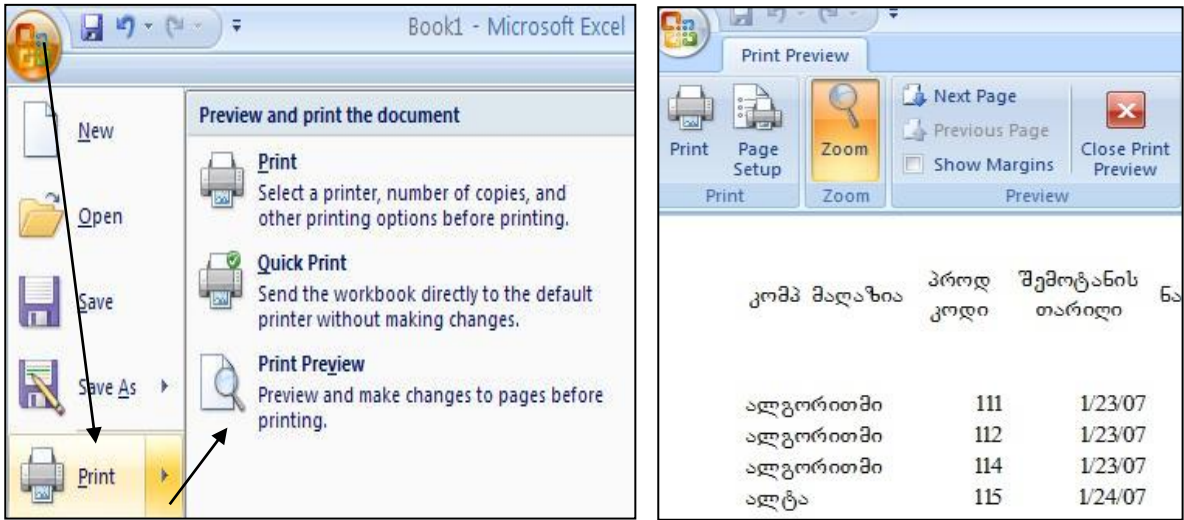 Book1 - Microsoft Excel
New
Open
Save
Save As
Print
Preview and print the document
Print
Select a printer, number of copies, and
other printing options before printing.
Quick Print
Send the workbook directly to the default
printer without making changes.
Print Preview
Preview and make changes to pages before
printing.
Print Preview
Print
Page
Setup
Print
Zoom
Zoom
Next Page
Previous Page
Show Margins
Close Print
Preview
Preview
კომპ მაღაზია
პროდ
კოდი
შემოტანის
თარიღი
ნა
ალგორითმი 111 1/23/07
ალგორითმი 112 1/23/07
ალგორითმი 114 1/23/07
ალტა 115 1/24/07